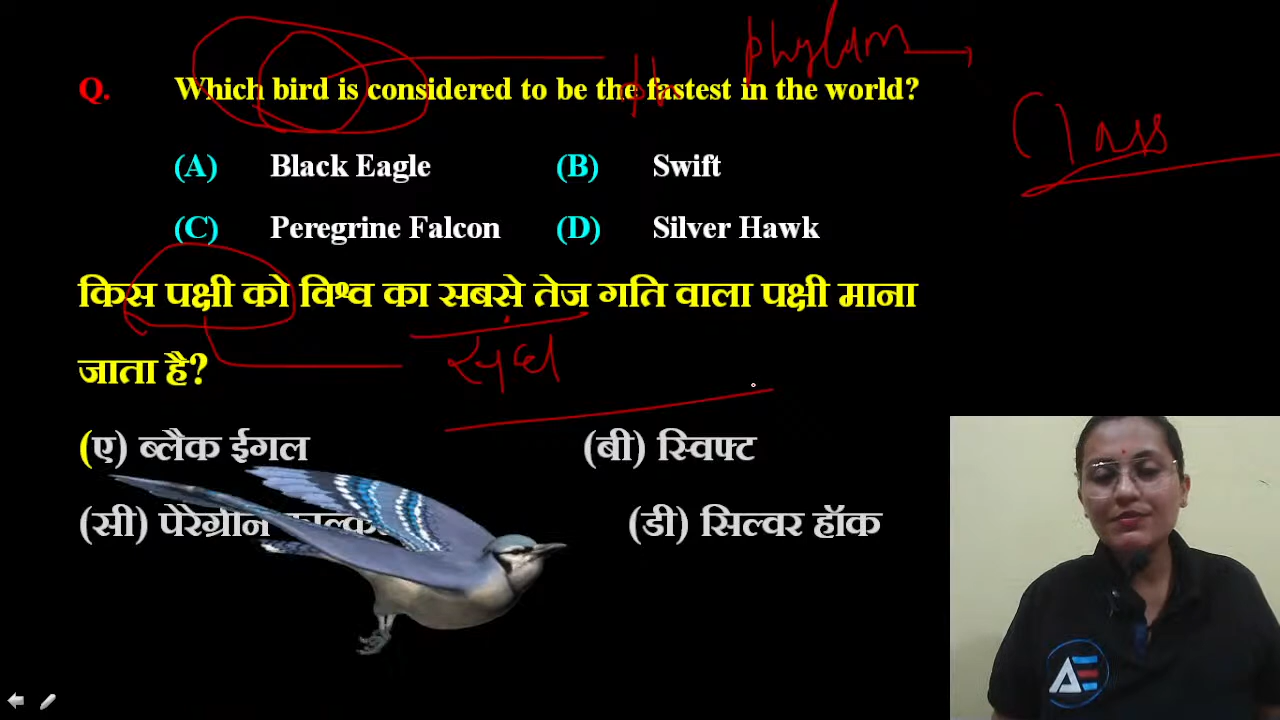 phylum
Q. Which bird is considered to be the fastest in the world?
Class
(A) Black Eagle (B) Swift
(C) Peregrine Falcon (D) Silver Hawk
किस पक्षी को विश्व का सबसे तेज गति वाला पक्षी माना
जाता है?
संघ
(ए) ब्लैक ईगल (बी) स्विफ्ट
(सी) पेरेग्रीन (डी) सिल्वर हॉक
AE